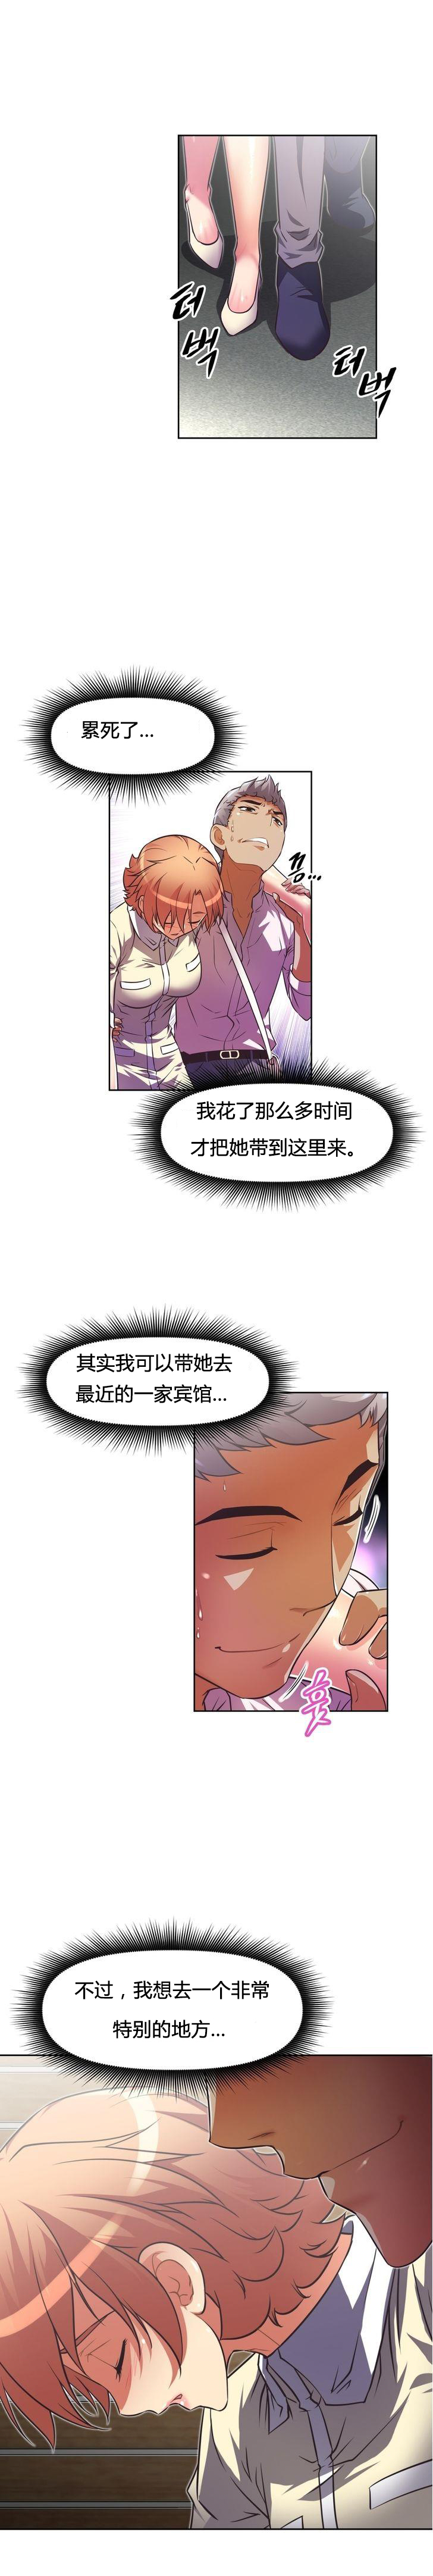 터
벅
터
벅
累死了...
끙...
我花了那么多时间
才把她带到这里来。
其实我可以带她去
最近的一家宾馆...
흐
不过，我想去一个非常
特别的地方...